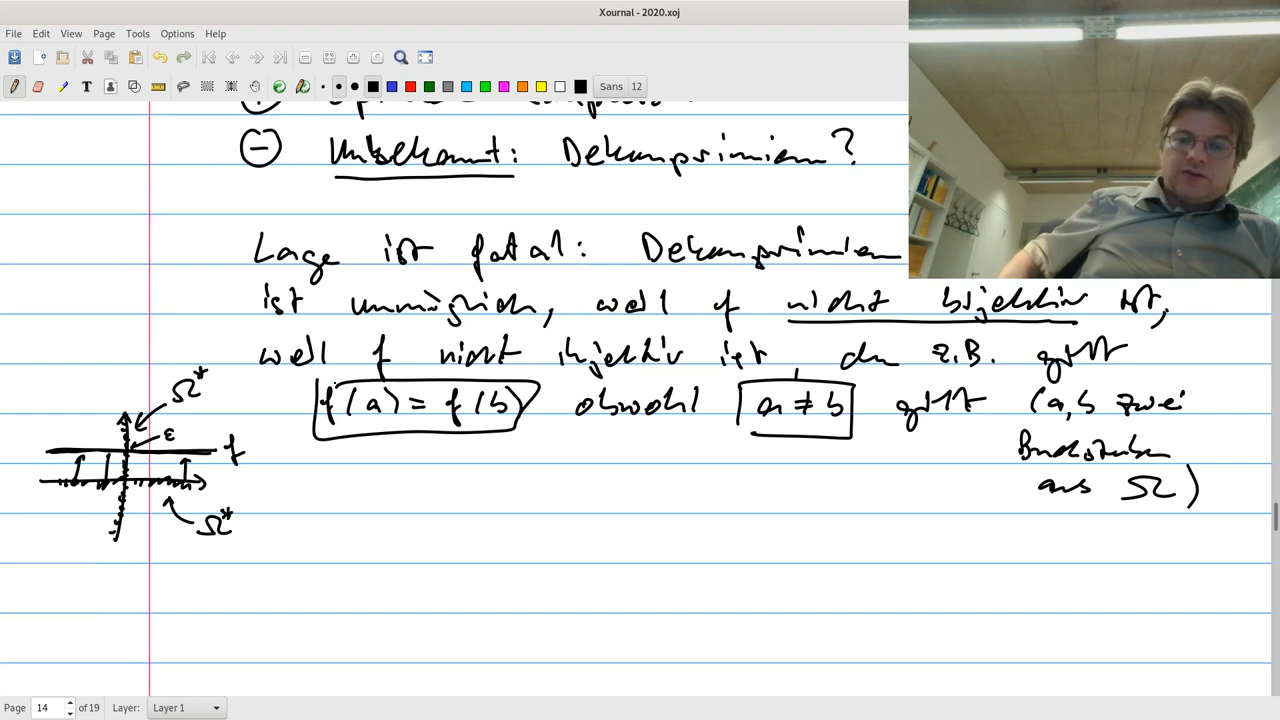 Xournal - 2020.xoj
File Edit View Page Tools Options Help
Sans 12
⊖ Unbekannt: Dekomprimieren?
Lage ist fatal: Dekomprimieren
ist unmöglich, weil f nicht bijektiv ist,
weil f nicht injektiv ist, da z.B. gilt
f(a) = f(b) obwohl a ≠ b gilt (a, b zwei
Buchstaben
aus Ω)
Ω*
ε
f
Ω*
Page 14 of 19 Layer: Layer 1